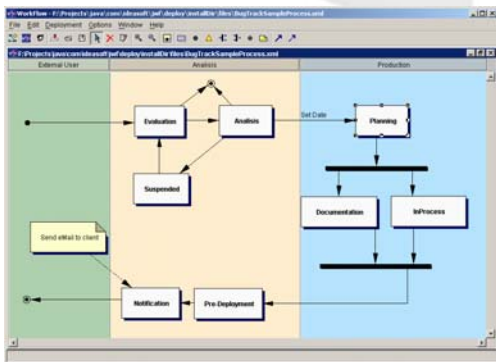 WorkFlow - F:\Projects\java\com\ideasoft\jwf\deploy\installDir\files\BugTrackSampleProcess.xml
File Edit Deployment Options Window Help
F:\Projects\java\com\ideasoft\jwf\deploy\installDir\files\BugTrackSampleProcess.xml
External User Analisis Production
Evaluation Analisis Set Date Planning
Suspended
Documentation InProcess
Send eMail to client
Notification Pre-Deployment